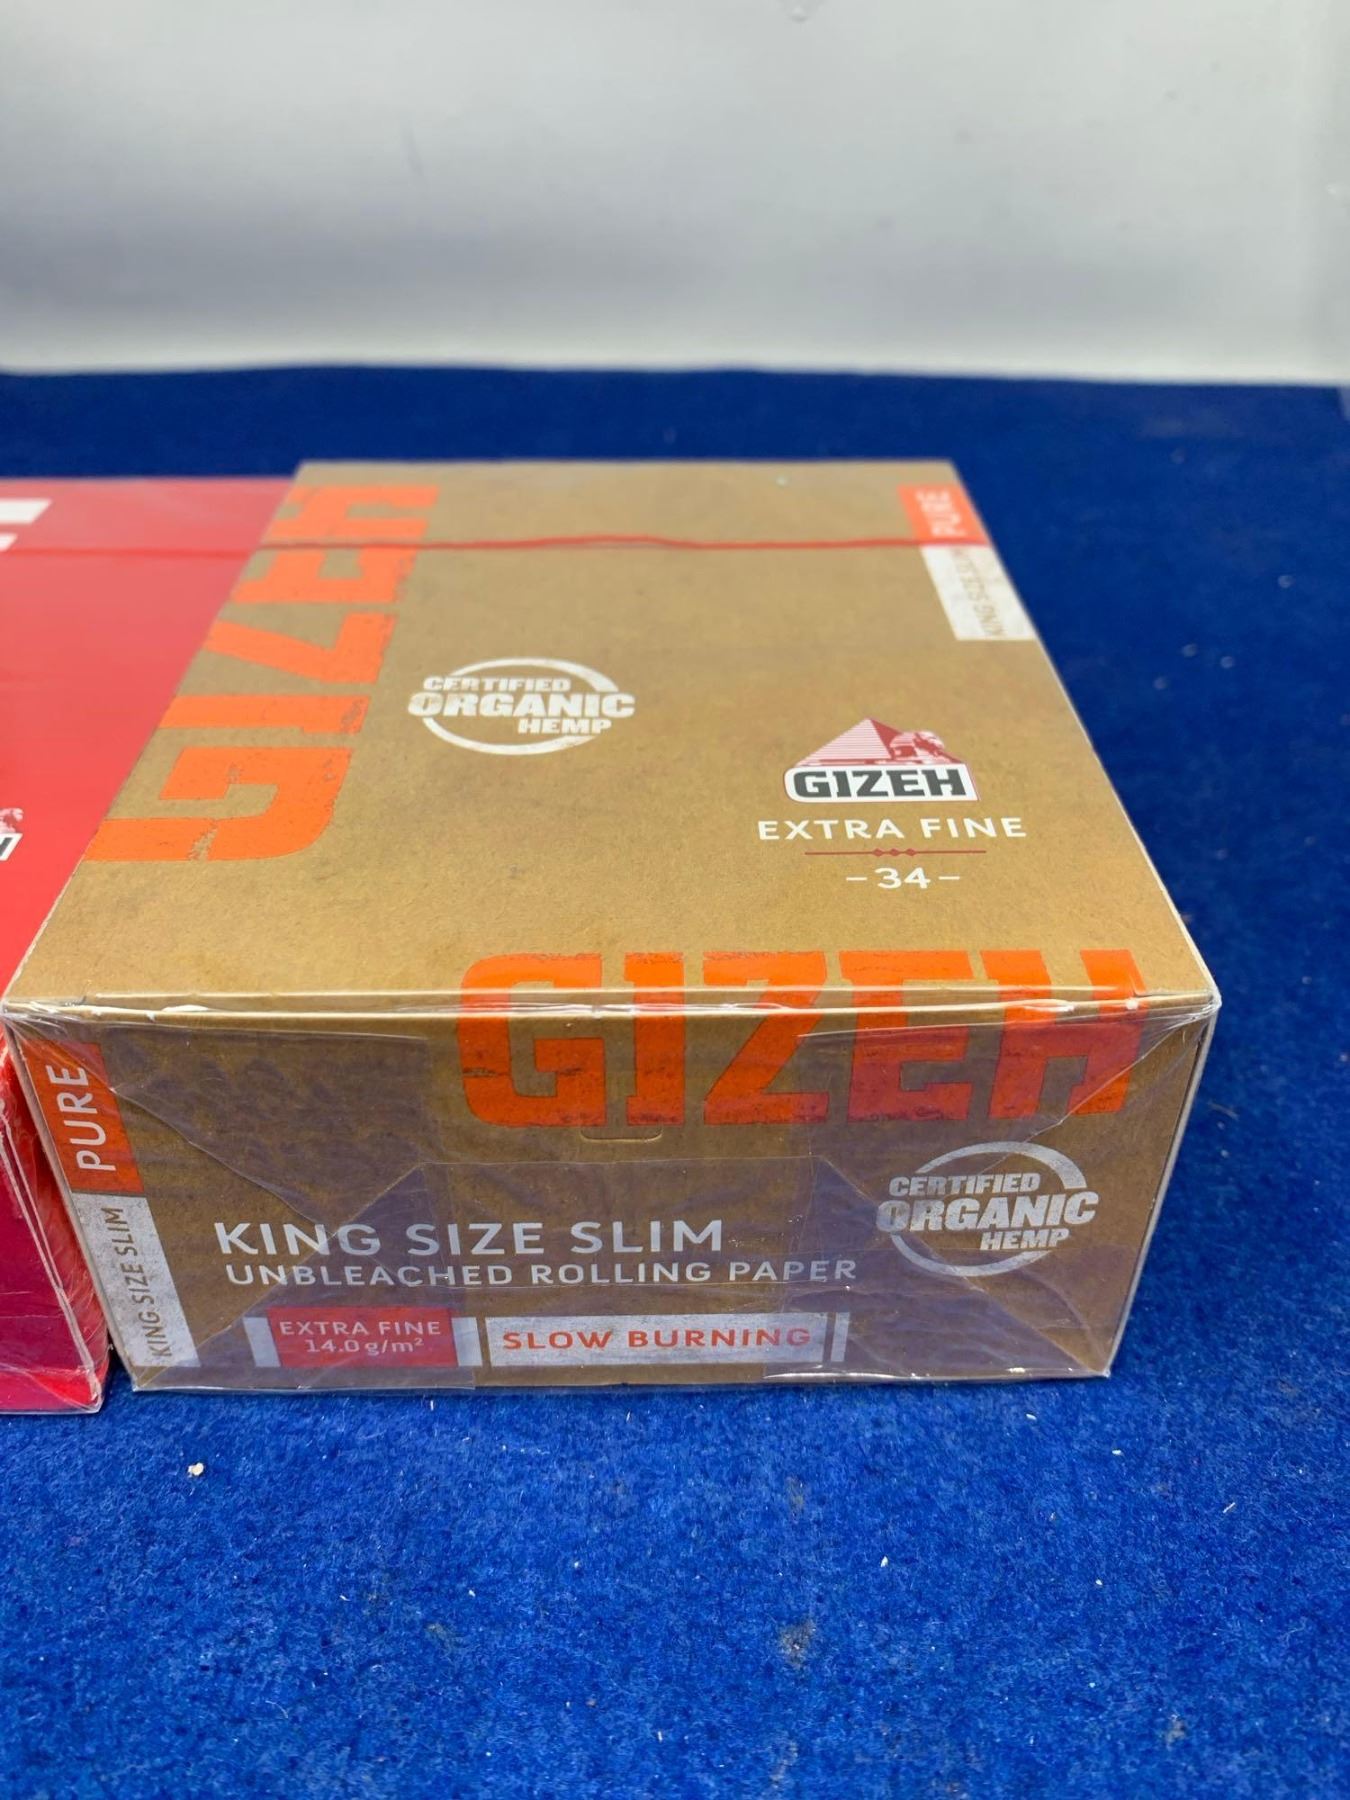 GIZEH
PURE
KING SIZE SLIM
CERTIFIED
ORGANIC
HEMP
GIZEH
EXTRA FINE
-34-
GIZEH
PURE
KING SIZE SLIM
KING SIZE SLIM
UNBLEACHED ROLLING PAPER
CERTIFIED
ORGANIC
HEMP
EXTRA FINE
14.0g/m²
SLOW BURNING